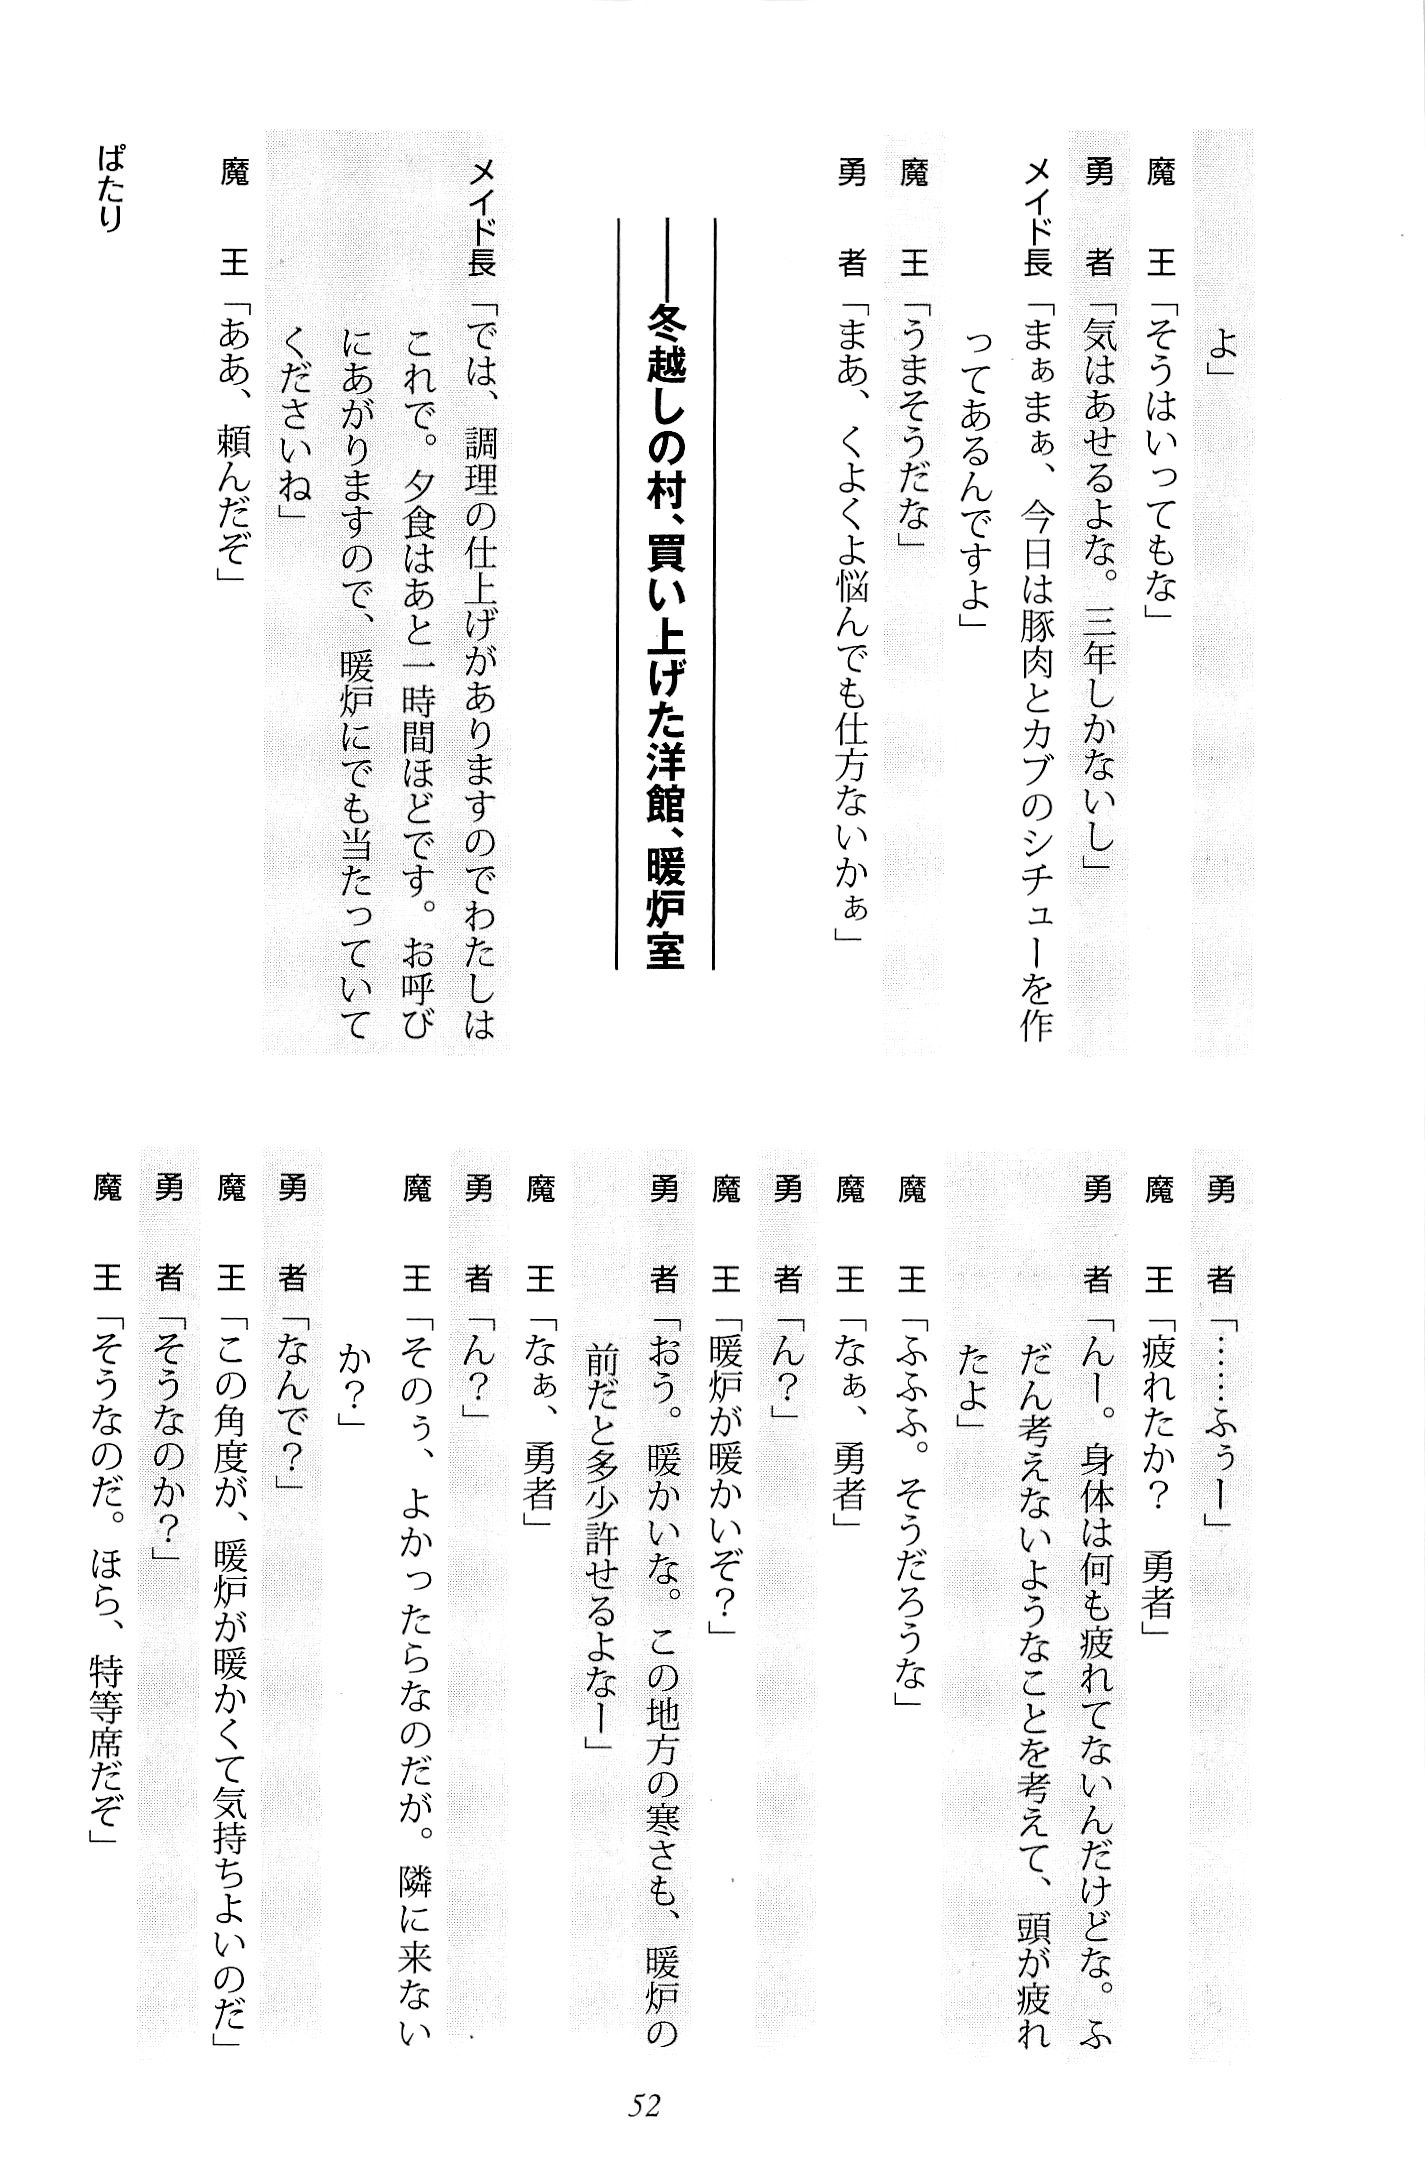 よ」
魔王「そうはいってもな」
勇者「気はあせるよな。三年しかないし」
メイド長「まぁまぁ、今日は豚肉とカブのシチューを作
ってあるんですよ」
魔王「うまそうだな」
勇者「まあ、くよくよ悩んでも仕方ないかぁ」
――冬越しの村、買い上げた洋館、暖炉室
メイド長「では、調理の仕上げがありますのでわたしは
これで。夕食はあと一時間ほどです。お呼び
にあがりますので、暖炉にでも当たっていて
くださいね」
魔王「ああ、頼んだぞ」
ぱたり
勇者「……ふぅー」
魔王「疲れたか？　勇者」
勇者「んー。身体は何も疲れてないんだけどな。ふ
だん考えないようなことを考えて、頭が疲れ
たよ」
魔王「ふふふ。そうだろうな」
魔王「なぁ、勇者」
勇者「ん？」
魔王「暖炉が暖かいぞ？」
勇者「おう。暖かいな。この地方の寒さも、暖炉の
前だと多少許せるよなー」
魔王「なぁ、勇者」
勇者「ん？」
魔王「そのぅ、よかったらなのだが。隣に来ない
か？」
勇者「なんで？」
魔王「この角度が、暖炉が暖かくて気持ちよいのだ」
勇者「そうなのか？」
魔王「そうなのだ。ほら、特等席だぞ」
52